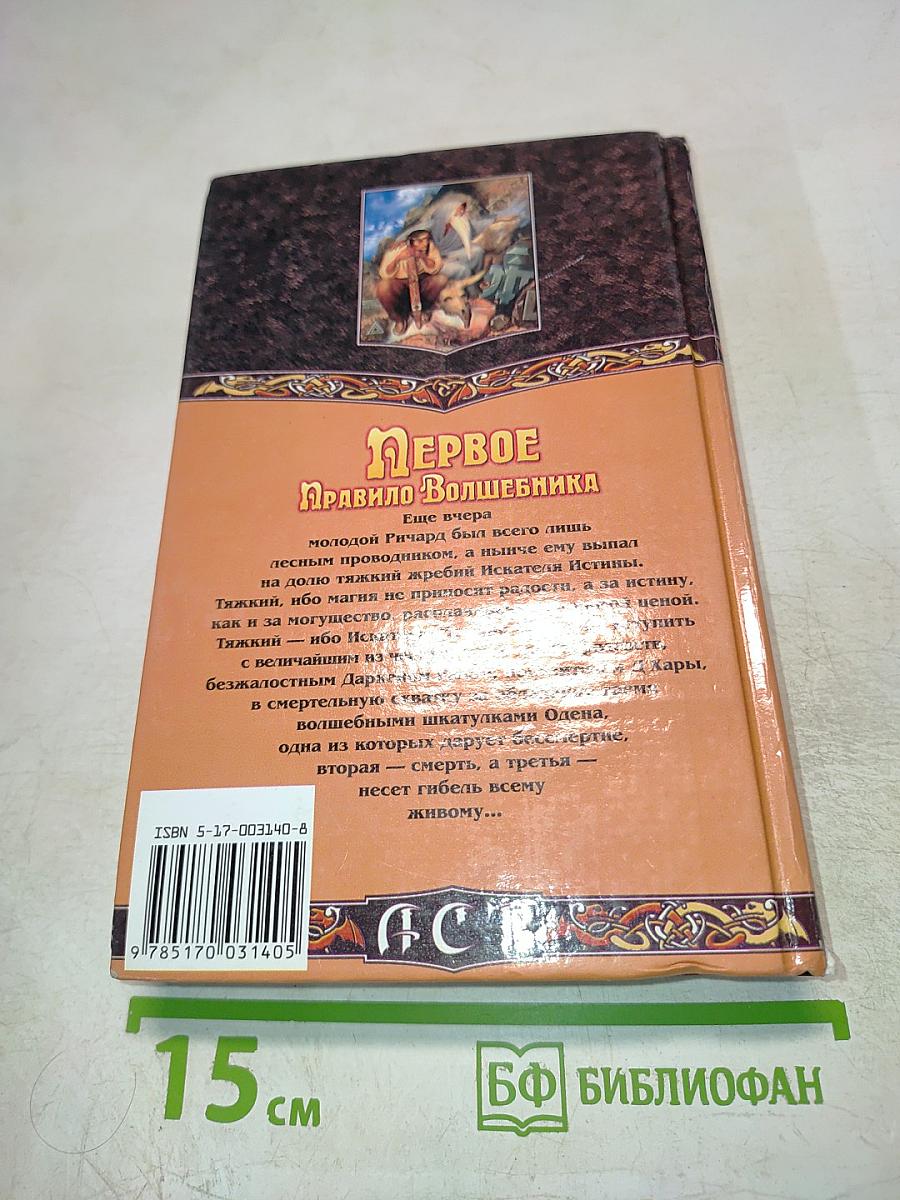 Первое
Правило Волшебника
Еще вчера
молодой Ричард был всего лишь
лесным проводником, а нынче ему выпал
на долю тяжкий жребий Искателя Истины.
Тяжкий, ибо магия не приносит радости, а за истину,
как и за могущество, ценой.
Тяжкий — ибо
с величайшим из
безжалостным Д'Хары,
в смертельную схватку
волшебными шкатулками Одена,
одна из которых дарует бессмертие,
вторая — смерть, а третья —
несет гибель всему
живому...
ISBN 5-17-003140-8
9 785170 031405
АСТ
15 см
БФ БИБЛИОФАН